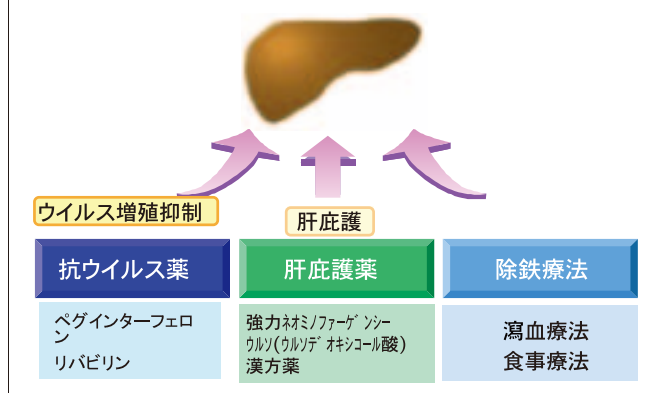 ウイルス増殖抑制
肝庇護
抗ウイルス薬
肝庇護薬
除鉄療法
ペグインターフェロ
ン
リバビリン
強力ﾈｵﾐﾉﾌｧｰｹﾞﾝｼｰ
ｳﾙｿ(ｳﾙｿﾃﾞｵｷｼｺｰﾙ酸)
漢方薬
瀉血療法
食事療法